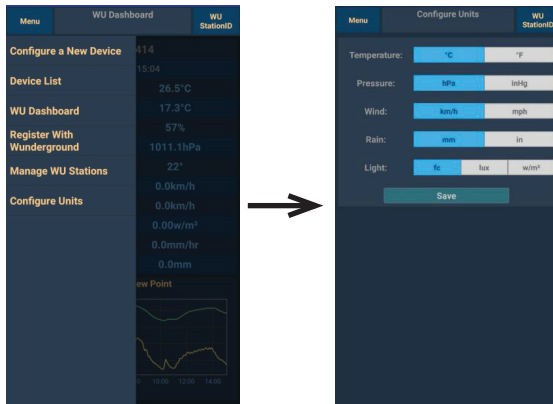 Menu
WU Dashboard
WU
StationID
Configure a New Device
Device List
WU Dashboard
Register With
Wunderground
Manage WU Stations
Configure Units
414
15:04
26.5°C
17.3°C
57%
1011.1hPa
22°
0.0km/h
0.0km/h
0.00w/m²
0.0mm/hr
0.0mm
ew Point
10:00 12:00 14:00
Menu
Configure Units
WU
StationID
Temperature: °C °F
Pressure: hPa inHg
Wind: km/h mph
Rain: mm in
Light: fc lux w/m²
Save